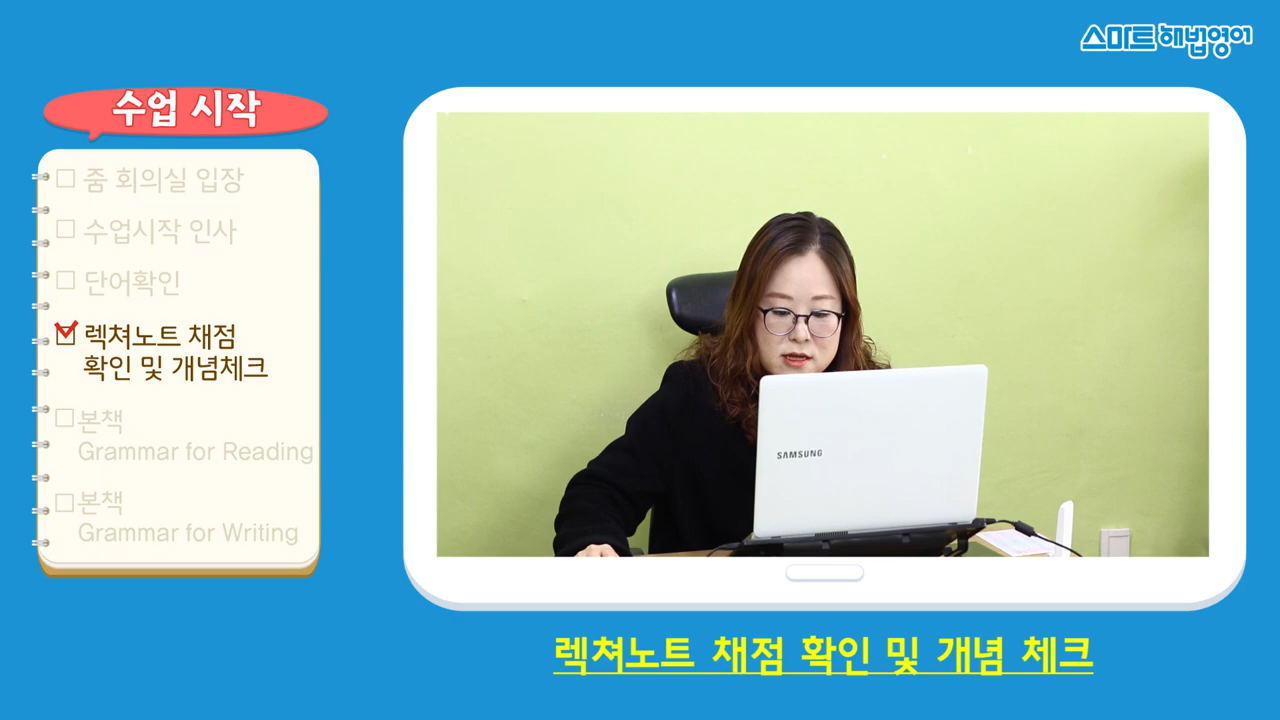 스마트 해법영어
수업 시작
줌 회의실 입장
수업시작 인사
단어확인
렉쳐노트 채점
확인 및 개념체크
본책
Grammar for Reading
본책
Grammar for Writing
SAMSUNG
렉쳐노트 채점 확인 및 개념 체크